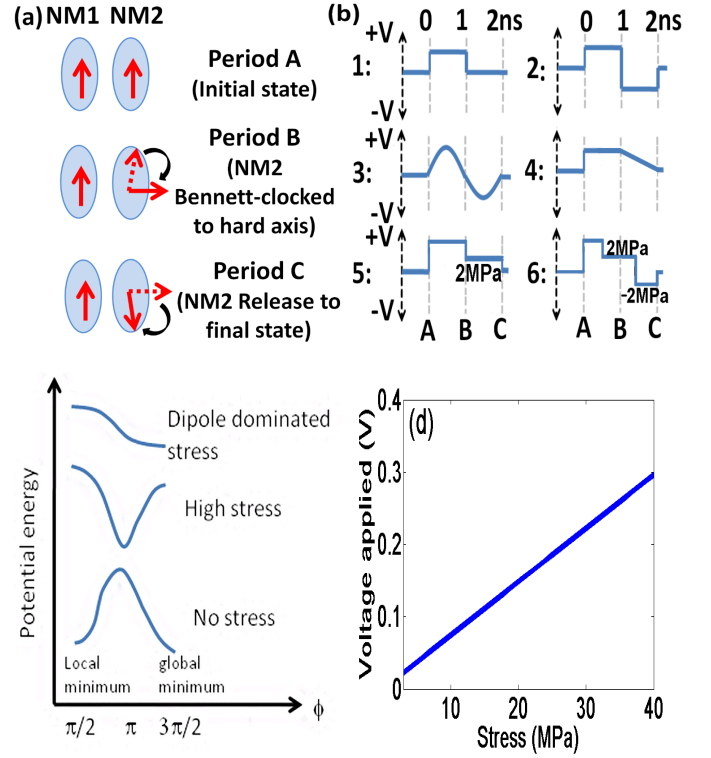 (a) NM1 NM2
Period A
(Initial state)
Period B
(NM2
Bennett-clocked
to hard axis)
Period C
(NM2 Release to
final state)
(b)
+V 0 1 2ns
1:
-V
0 1 2ns
2:
+V
3:
-V
4:
+V
5:
2MPa
-V
A B C
6:
2MPa
-2MPa
A B C
Potential energy
Dipole dominated
stress
High stress
No stress
Local
minimum
global
minimum
π/2 π 3π/2
ϕ
(d)
Voltage applied (V)
0.4
0.3
0.2
0.1
0
10 20 30 40
Stress (MPa)